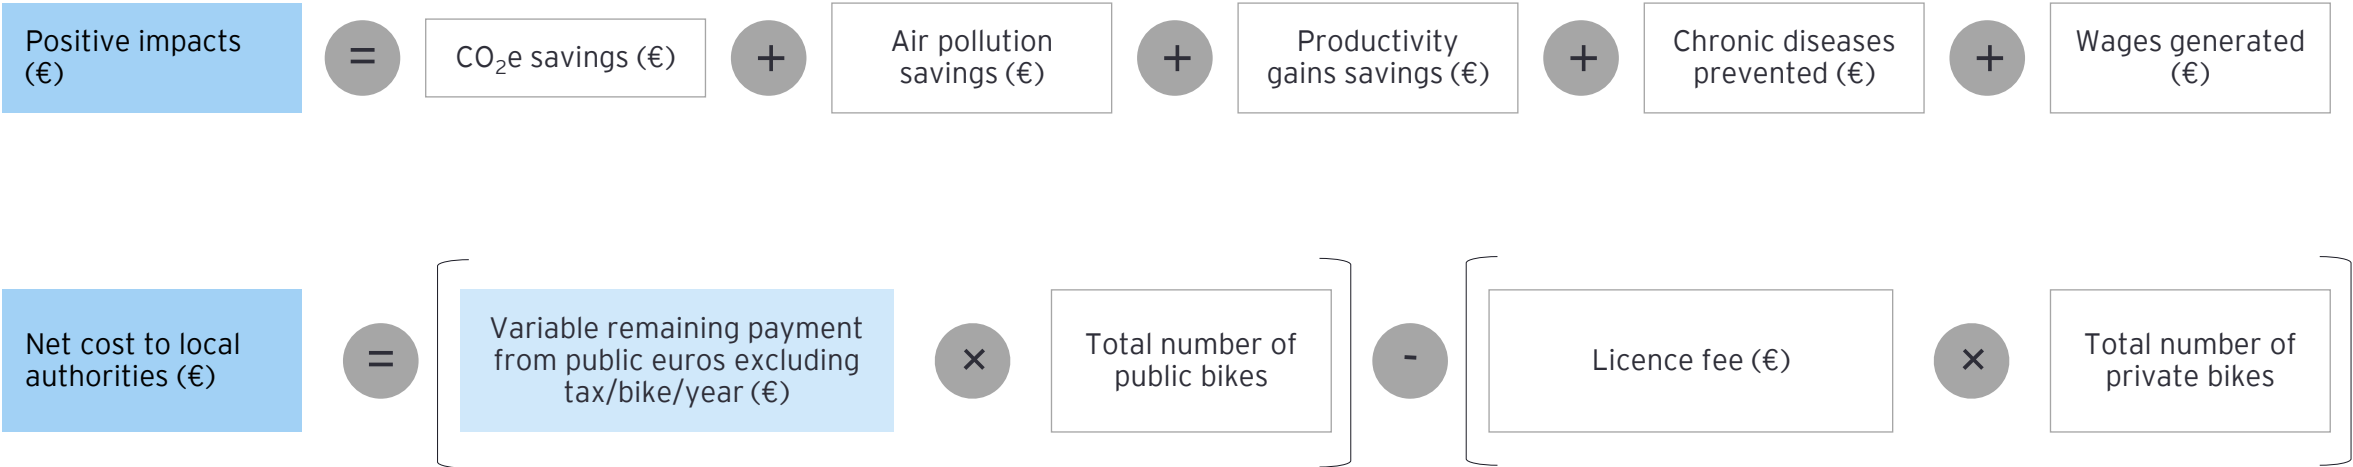 Positive impacts
(€)
=
CO₂e savings (€)
+
Air pollution
savings (€)
+
Productivity
gains savings (€)
+
Chronic diseases
prevented (€)
+
Wages generated
(€)
Net cost to local
authorities (€)
=
Variable remaining payment
from public euros excluding
tax/bike/year (€)
×
Total number of
public bikes
-
Licence fee (€)
×
Total number of
private bikes